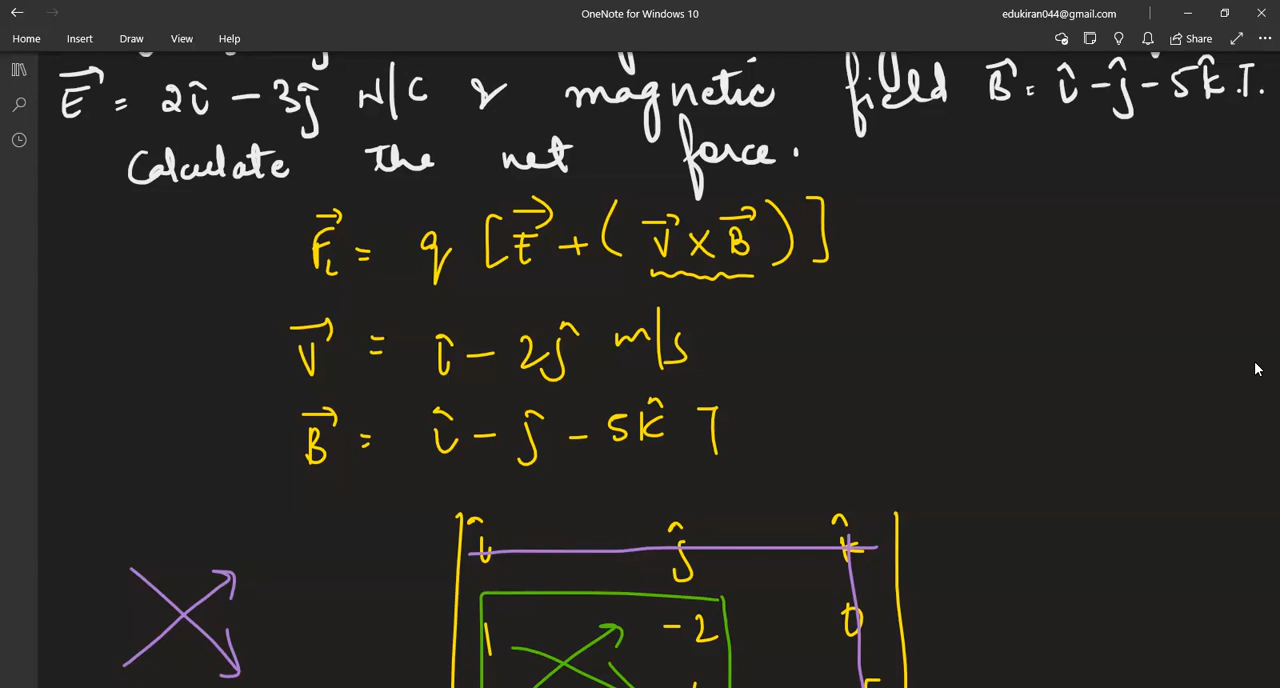 OneNote for Windows 10
edukiran044@gmail.com
Home Insert Draw View Help Share
E⃗ = 2î - 3ĵ N/C & magnetic field B⃗ = î - ĵ - 5k̂ T.
Calculate the net force.
F⃗L = q [E⃗ + (V⃗ × B⃗)]
V⃗ = î - 2ĵ m/s
B⃗ = î - ĵ - 5k̂ T
î ĵ k̂
1 -2 0